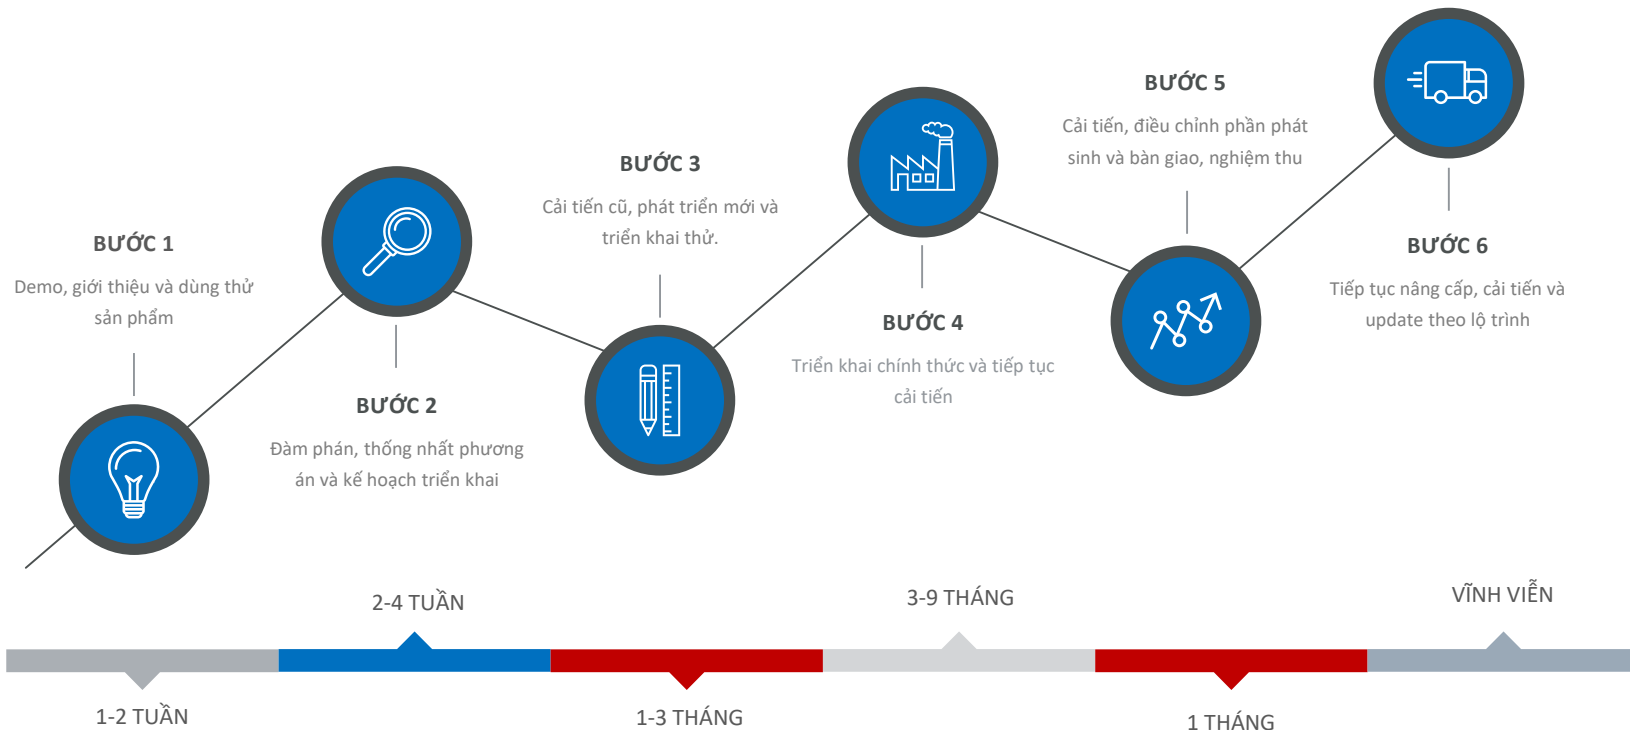 BƯỚC 1
Demo, giới thiệu và dùng thử
sản phẩm
BƯỚC 2
Đàm phán, thống nhất phương
án và kế hoạch triển khai
BƯỚC 3
Cải tiến cũ, phát triển mới và
triển khai thử.
BƯỚC 4
Triển khai chính thức và tiếp tục
cải tiến
BƯỚC 5
Cải tiến, điều chỉnh phần phát
sinh và bàn giao, nghiệm thu
BƯỚC 6
Tiếp tục nâng cấp, cải tiến và
update theo lộ trình
1-2 TUẦN
2-4 TUẦN
1-3 THÁNG
3-9 THÁNG
1 THÁNG
VĨNH VIỄN